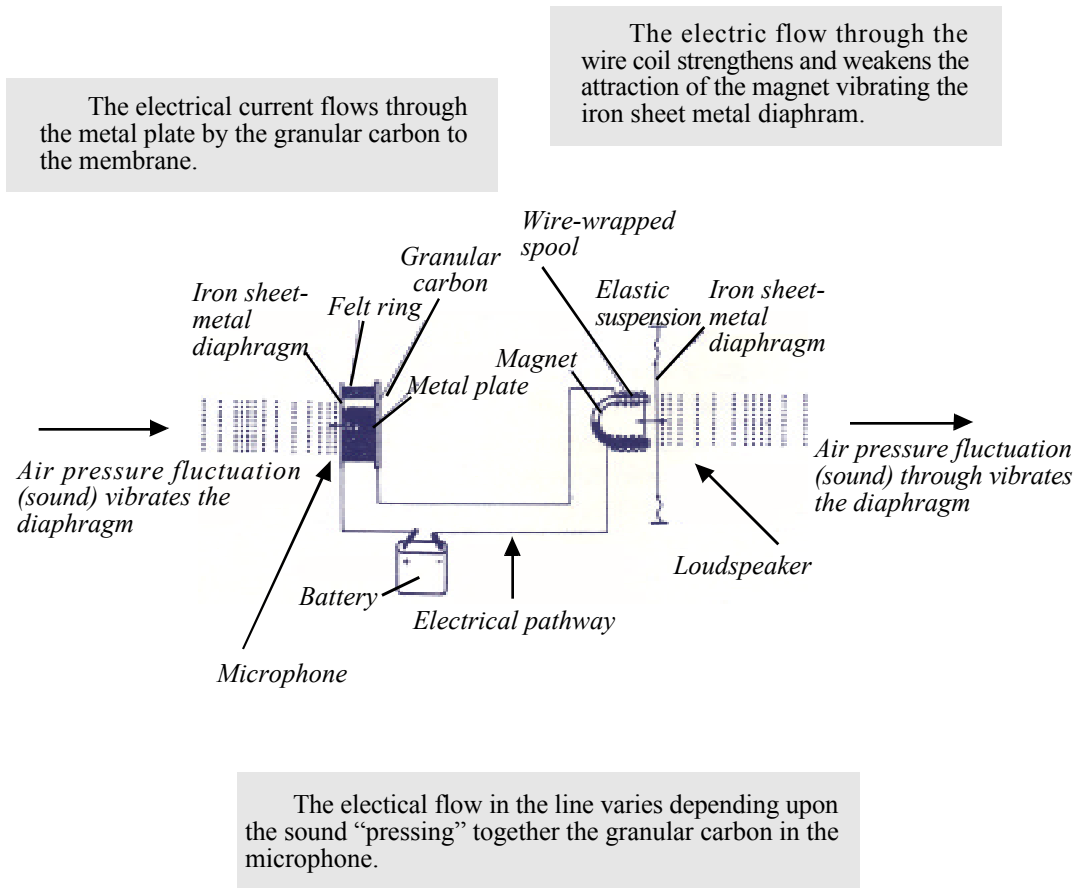 The electric flow through the
wire coil strengthens and weakens the
attraction of the magnet vibrating the
iron sheet metal diaphram.
The electrical current flows through
the metal plate by the granular carbon to
the membrane.
Wire-wrapped
spool
Granular
carbon
Iron sheet-
metal
diaphragm
Felt ring
Elastic
suspension
Iron sheet-
metal
diaphragm
Magnet
Metal plate
Air pressure fluctuation
(sound) vibrates the
diaphragm
Air pressure fluctuation
(sound) through vibrates
the diaphragm
Loudspeaker
Battery
Electrical pathway
Microphone
The electical flow in the line varies depending upon
the sound “pressing” together the granular carbon in the
microphone.